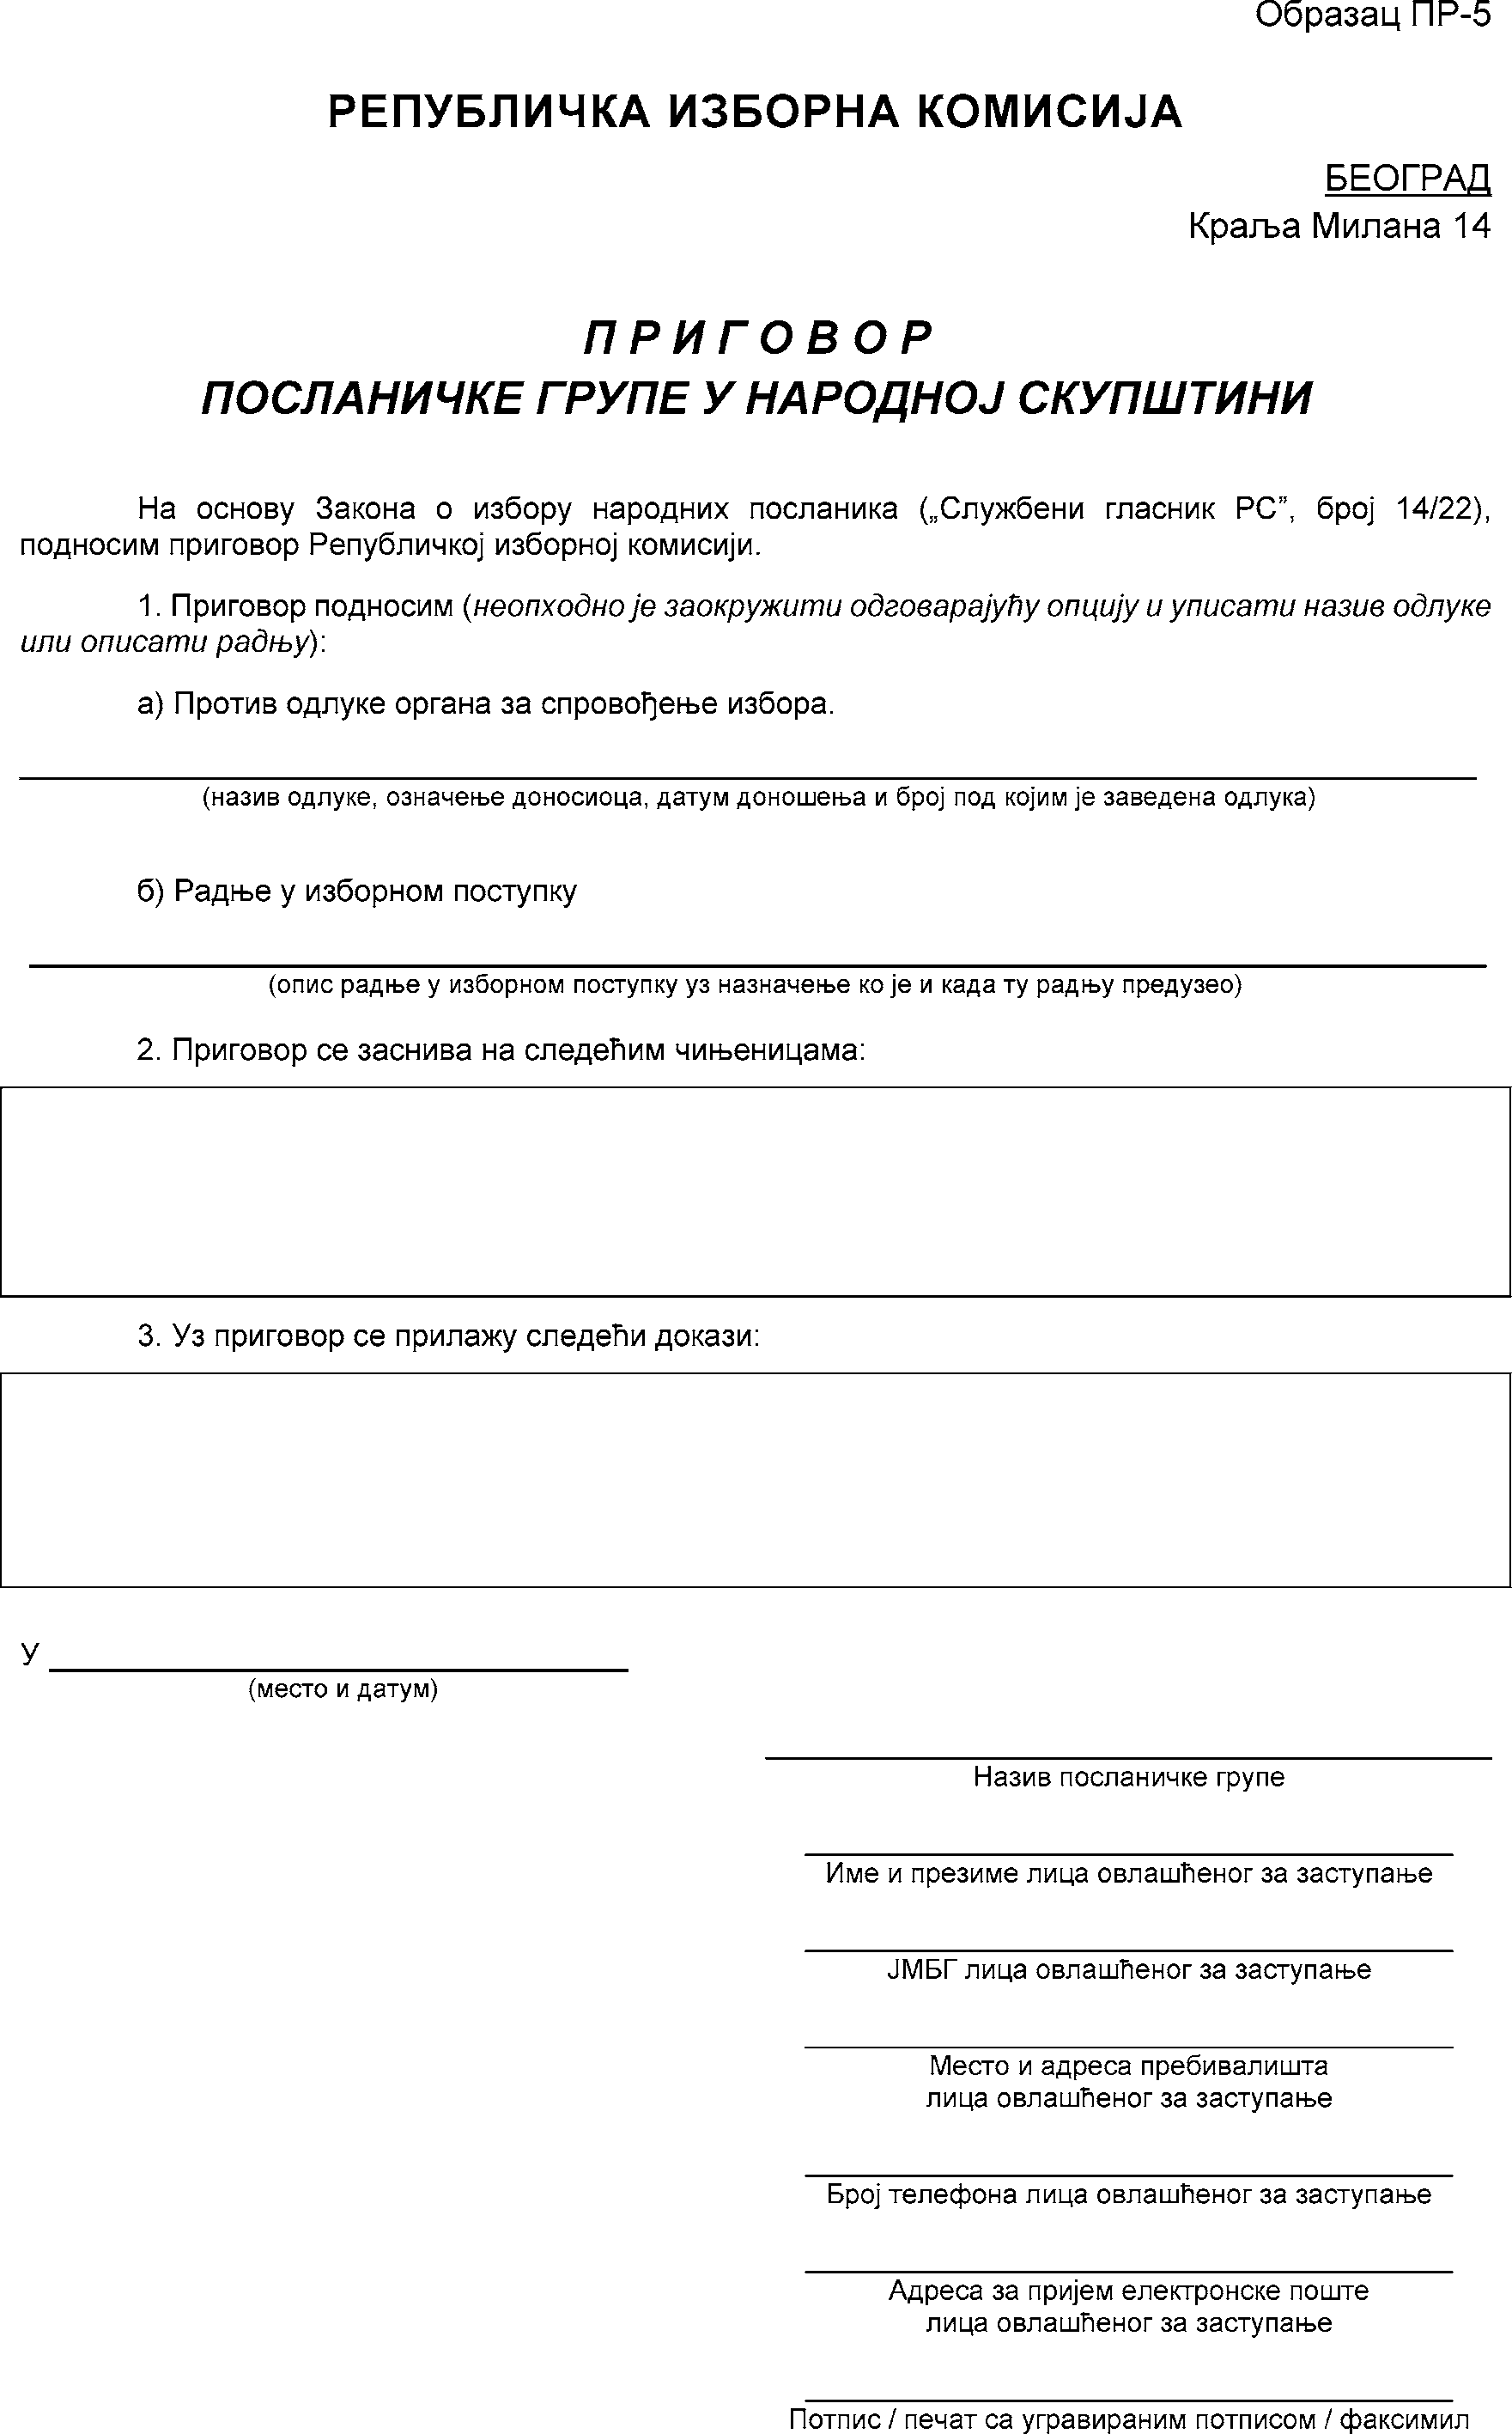 Образац ПР-5
РЕПУБЛИЧКА ИЗБОРНА КОМИСИЈА
БЕОГРАД
Краља Милана 14
П Р И Г О В О Р
ПОСЛАНИЧКЕ ГРУПЕ У НАРОДНОЈ СКУПШТИНИ
На основу Закона о избору народних посланика („Службени гласник РС”, број 14/22),
подносим приговор Републичкој изборној комисији.
1. Приговор подносим (неопходно је заокружити одговарајућу опцију и уписати назив одлуке
или описати радњу):
а) Против одлуке органа за спровођење избора.
(назив одлуке, означење доносиоца, датум доношења и број под којим је заведена одлука)
б) Радње у изборном поступку
(опис радње у изборном поступку уз назначење ко је и када ту радњу предузео)
2. Приговор се заснива на следећим чињеницама:
3. Уз приговор се прилажу следећи докази:
У
(место и датум)
Назив посланичке групе
Име и презиме лица овлашћеног за заступање
ЈМБГ лица овлашћеног за заступање
Место и адреса пребивалишта
лица овлашћеног за заступање
Број телефона лица овлашћеног за заступање
Адреса за пријем електронске поште
лица овлашћеног за заступање
Потпис / печат са угравираним потписом / факсимил